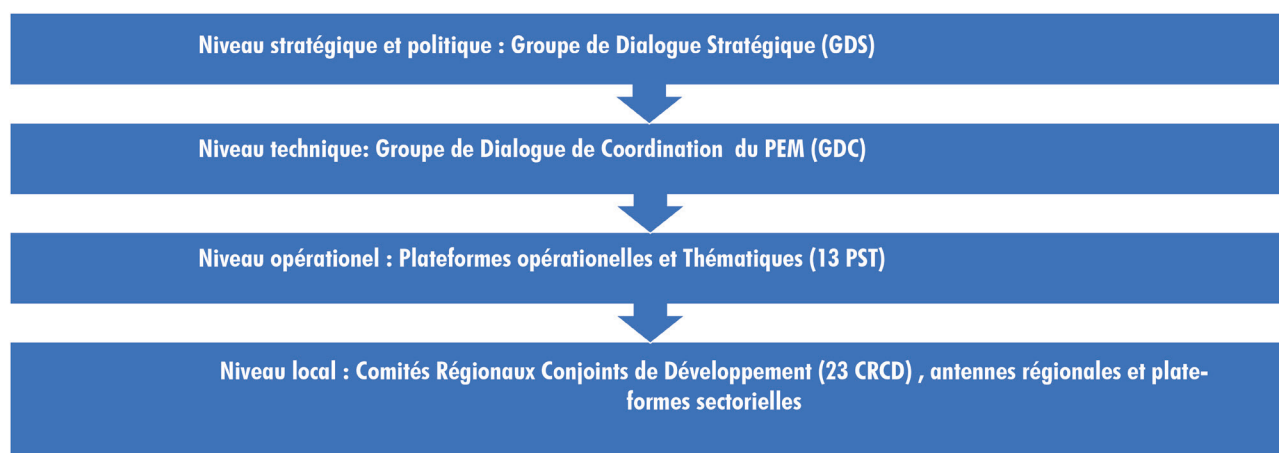 Niveau stratégique et politique : Groupe de Dialogue Stratégique (GDS)
Niveau technique: Groupe de Dialogue de Coordination du PEM (GDC)
Niveau opérationel : Plateformes opérationelles et Thématiques (13 PST)
Niveau local : Comités Régionaux Conjoints de Développement (23 CRCD) , antennes régionales et plate-
formes sectorielles